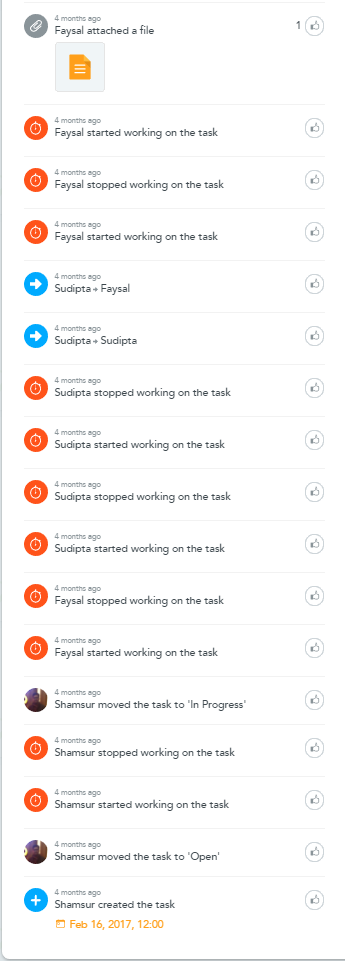 4 months ago
Faysal attached a file
1
4 months ago
Faysal started working on the task
4 months ago
Faysal stopped working on the task
4 months ago
Faysal started working on the task
4 months ago
Sudipta → Faysal
4 months ago
Sudipta → Sudipta
4 months ago
Sudipta stopped working on the task
4 months ago
Sudipta started working on the task
4 months ago
Sudipta stopped working on the task
4 months ago
Sudipta started working on the task
4 months ago
Faysal stopped working on the task
4 months ago
Faysal started working on the task
4 months ago
Shamsur moved the task to 'In Progress'
4 months ago
Shamsur stopped working on the task
4 months ago
Shamsur started working on the task
4 months ago
Shamsur moved the task to 'Open'
4 months ago
Shamsur created the task
Feb 16, 2017, 12:00